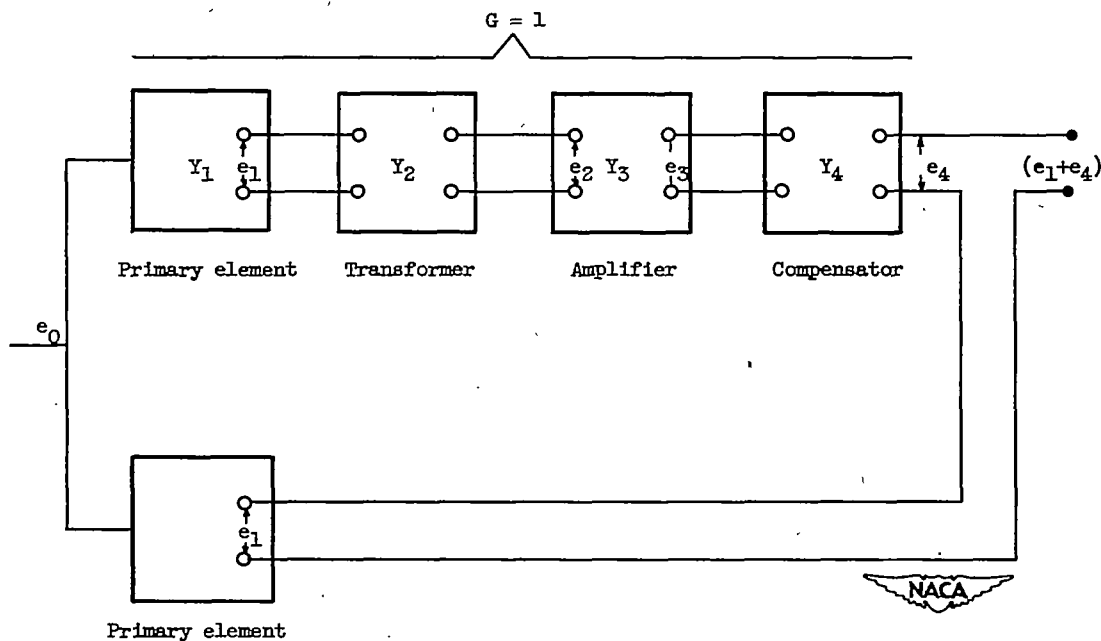 G = 1
Y1
e1
Y2
e2
Y3
e3
Y4
e4
(e1+e4)
Primary element
Transformer
Amplifier
Compensator
e0
e1
NACA
Primary element